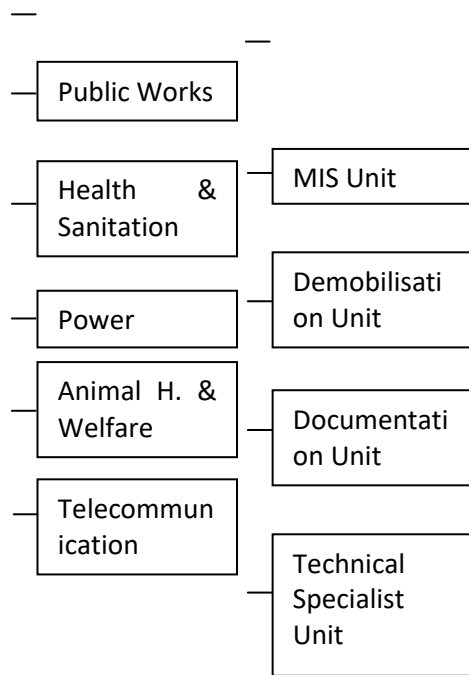 Public Works
Health &
Sanitation
Power
Animal H. &
Welfare
Telecommun
ication
MIS Unit
Demobilisati
on Unit
Documentati
on Unit
Technical
Specialist
Unit